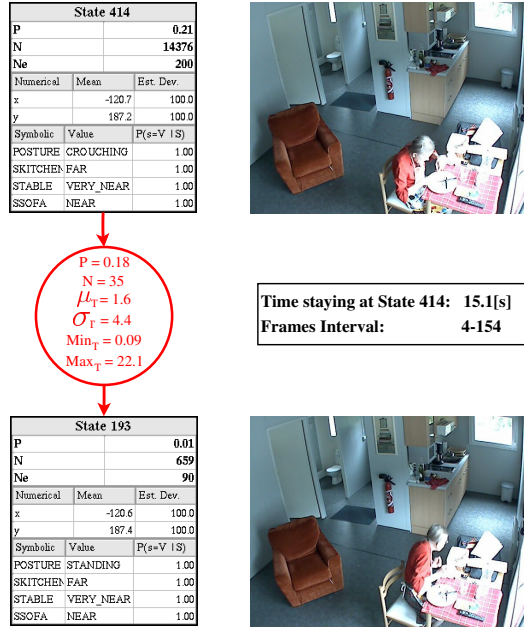 State 414
P 0.21
N 14376
Ne 200
Numerical Mean Est. Dev.
x -120.7 100.0
y 187.2 100.0
Symbolic Value P(s=V |S)
POSTURE CROUCHING 1.00
SKITCHEN FAR 1.00
STABLE VERY_NEAR 1.00
SSOFA NEAR 1.00
P = 0.18
N = 35
μT = 1.6
σT = 4.4
MinT = 0.09
MaxT = 22.1
Time staying at State 414: 15.1[s]
Frames Interval: 4-154
State 193
P 0.01
N 659
Ne 90
Numerical Mean Est. Dev.
x -120.6 100.0
y 187.4 100.0
Symbolic Value P(s=V |S)
POSTURE STANDING 1.00
SKITCHEN FAR 1.00
STABLE VERY_NEAR 1.00
SSOFA NEAR 1.00